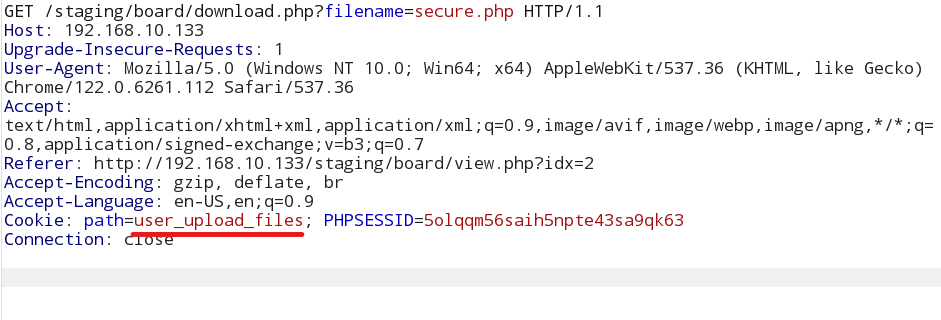 GET /staging/board/download.php?filename=secure.php HTTP/1.1
Host: 192.168.10.133
Upgrade-Insecure-Requests: 1
User-Agent: Mozilla/5.0 (Windows NT 10.0; Win64; x64) AppleWebKit/537.36 (KHTML, like Gecko)
Chrome/122.0.6261.112 Safari/537.36
Accept:
text/html,application/xhtml+xml,application/xml;q=0.9,image/avif,image/webp,image/apng,*/*;q=
0.8,application/signed-exchange;v=b3;q=0.7
Referer: http://192.168.10.133/staging/board/view.php?idx=2
Accept-Encoding: gzip, deflate, br
Accept-Language: en-US,en;q=0.9
Cookie: path=user_upload_files; PHPSESSID=5olqqm56saih5npte43sa9qk63
Connection: close